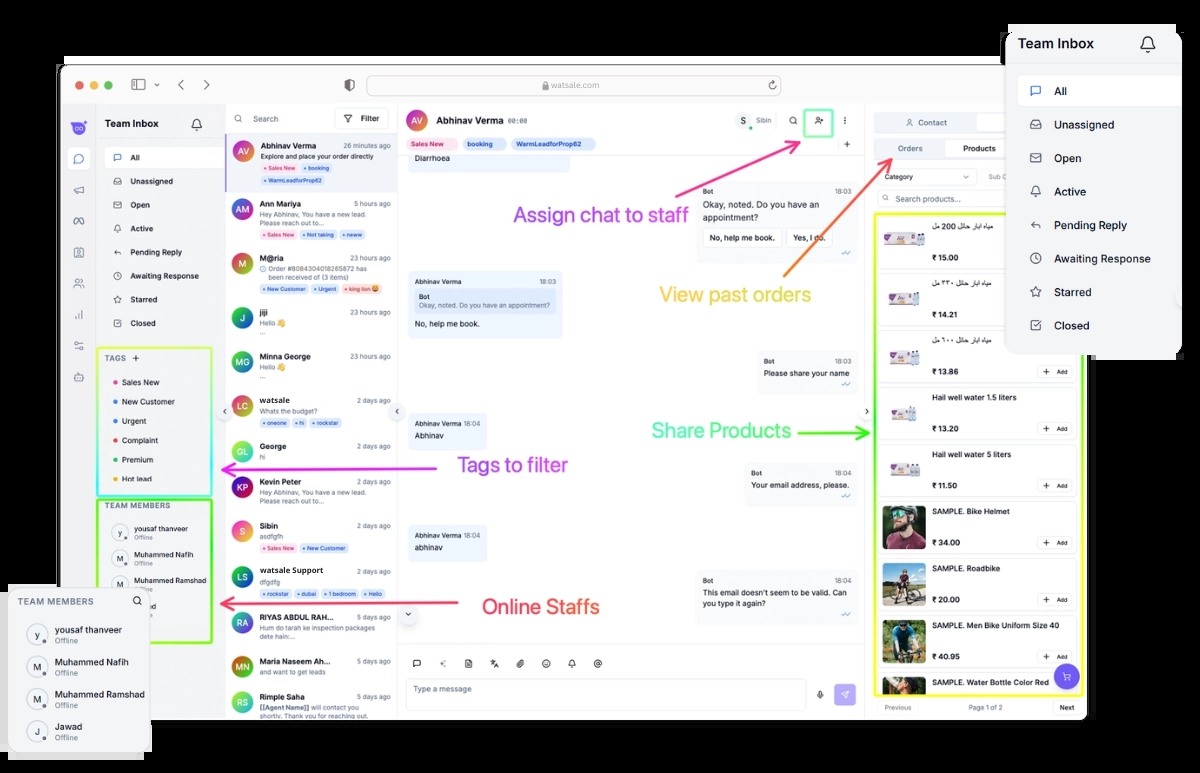 watsale.com
Team Inbox
All
Unassigned
Open
Active
Pending Reply
Awaiting Response
Starred
Closed
TAGS +
Sales New
New Customer
Urgent
Complaint
Premium
Hot lead
TEAM MEMBERS
yousaf thanveer
Offline
Muhammed Nafih
Offline
Muhammed Ramshad
TEAM MEMBERS
y
yousaf thanveer
Offline
M
Muhammed Nafih
Offline
M
Muhammed Ramshad
Offline
J
Jawad
Offline
Search
Filter
AV
Abhinav Verma 26 minutes ago
Explore and place your order directly
Sales New booking
WarmLeadforProp62
AM
Ann Mariya 5 hours ago
Hey Abhinav, You have a new lead.
Please reach out to...
Sales New Not taking neww
M
M@ria 23 hours ago
Order #8084304018265872 has
been received of (3 items)
New Customer Urgent king lion
J
jiji 23 hours ago
Hello 👋
...
MG
Minna George 23 hours ago
Hello 👋
...
LC
watsale 2 days ago
Whats the budget?
oneone hi rockstar
GL
George 2 days ago
hi
KP
Kevin Peter 2 days ago
Hey Abhinav, You have a new lead.
Please reach out to...
S
Sibin 2 days ago
asdfgfh
Sales New New Customer
LS
watsale Support 2 days ago
dfgdfg
rockstar dubai 1 bedroom Hello
RA
RIYAS ABDUL RAH... 5 days ago
Hum do tarah ke inspection packages
dete hain:...
MN
Maria Naseem Ah... 5 days ago
and want to get leads
RS
Rimple Saha 5 days ago
[[Agent Name]] will contact you
shortly. Thank you for reaching out.
AV
Abhinav Verma 00:00
S Sibin
Sales New booking WarmLeadforProp62 +
Diarrhoea
Bot 18:03
Okay, noted. Do you have an
appointment?
No, help me book. Yes, I do.
Abhinav Verma 18:03
Bot
Okay, noted. Do you have an appointment?
No, help me book.
Bot 18:03
Please share your name
Abhinav Verma 18:04
Abhinav
Bot 18:04
Your email address, please.
Abhinav Verma 18:04
abhinav
Bot 18:04
This email doesn't seem to be valid. Can
you type it again?
Type a message
Assign chat to staff
View past orders
Share Products
Tags to filter
Online Staffs
Contact
Orders Products
Category Sub
Search products...
مياه ابار حائل 200 مل
₹ 15.00
مياه ابار حائل ٣٣٠ مل
₹ 14.21
مياه ابار حائل ٦٠٠ مل
₹ 13.86
+ Add
Hail well water 1.5 liters
₹ 13.20
+ Add
Hail well water 5 liters
₹ 11.50
+ Add
SAMPLE. Bike Helmet
₹ 34.00
+ Add
SAMPLE. Roadbike
₹ 20.00
+ Add
SAMPLE. Men Bike Uniform Size 40
₹ 40.95
+ Add
SAMPLE. Water Bottle Color Red
Previous Page 1 of 2 Next
Team Inbox
All
Unassigned
Open
Active
Pending Reply
Awaiting Response
Starred
Closed